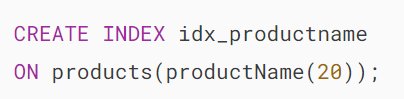 CREATE INDEX idx_productname
ON products(productName(20));